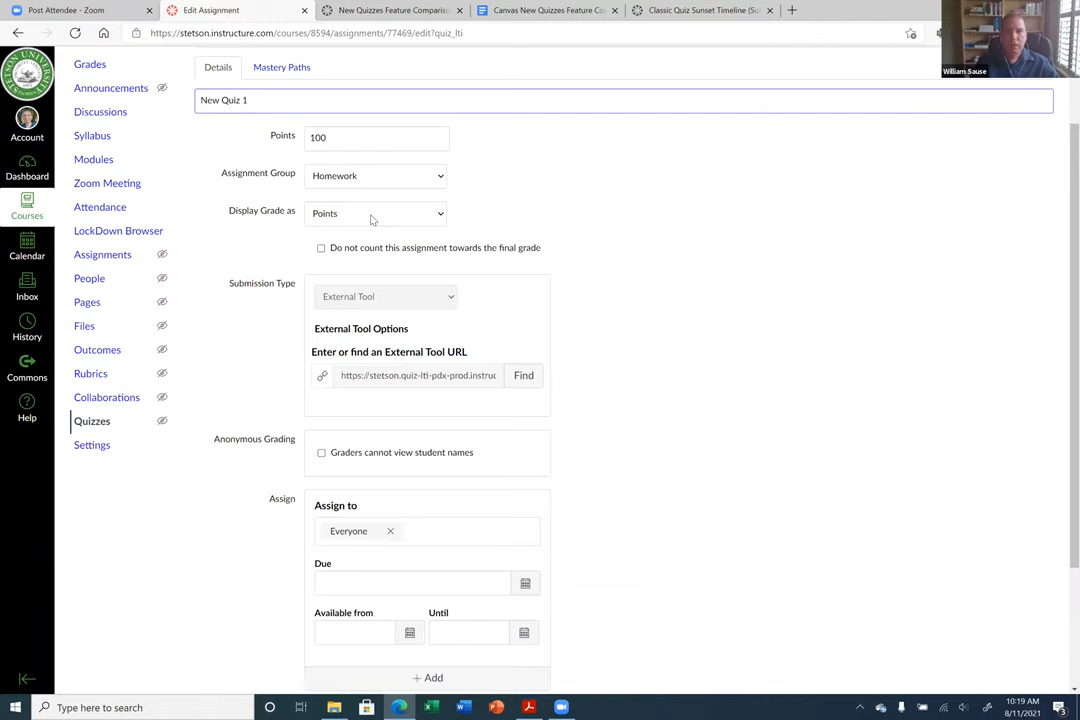 Post Attendee - Zoom
Edit Assignment
New Quizzes Feature Comparis
Canvas New Quizzes Feature Co
Classic Quiz Sunset Timeline (Su
https://stetson.instructure.com/courses/8594/assignments/77469/edit?quiz_lti
William Sause
STETSON UNIVERSITY
Account
Dashboard
Courses
Calendar
Inbox
History
Commons
Help
Grades
Announcements
Discussions
Syllabus
Modules
Zoom Meeting
Attendance
LockDown Browser
Assignments
People
Pages
Files
Outcomes
Rubrics
Collaborations
Quizzes
Settings
Details
Mastery Paths
New Quiz 1
Points
100
Assignment Group
Homework
Display Grade as
Points
Do not count this assignment towards the final grade
Submission Type
External Tool
External Tool Options
Enter or find an External Tool URL
https://stetson.quiz-lti-pdx-prod.instruc
Find
Anonymous Grading
Graders cannot view student names
Assign
Assign to
Everyone
Due
Available from
Until
+ Add
Type here to search
10:19 AM
8/11/2021